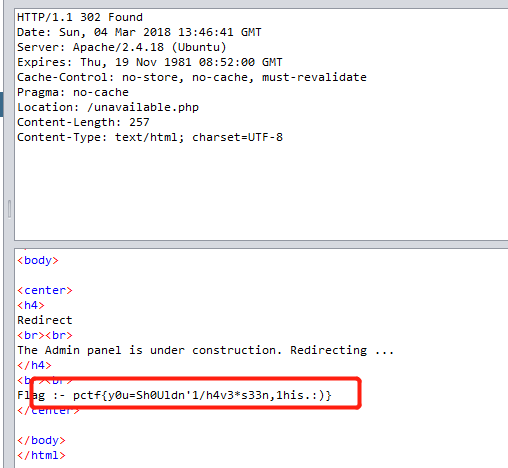 HTTP/1.1 302 Found
Date: Sun, 04 Mar 2018 13:46:41 GMT
Server: Apache/2.4.18 (Ubuntu)
Expires: Thu, 19 Nov 1981 08:52:00 GMT
Cache-Control: no-store, no-cache, must-revalidate
Pragma: no-cache
Location: /unavailable.php
Content-Length: 257
Content-Type: text/html; charset=UTF-8
<body>
<center>
<h4>
Redirect
<br><br>
The Admin panel is under construction. Redirecting ...
</h4>
<br><br>
Flag :- pctf{y0u=Sh0Uldn'1/h4v3*s33n,1his.:)}
</center>
</body>
</html>